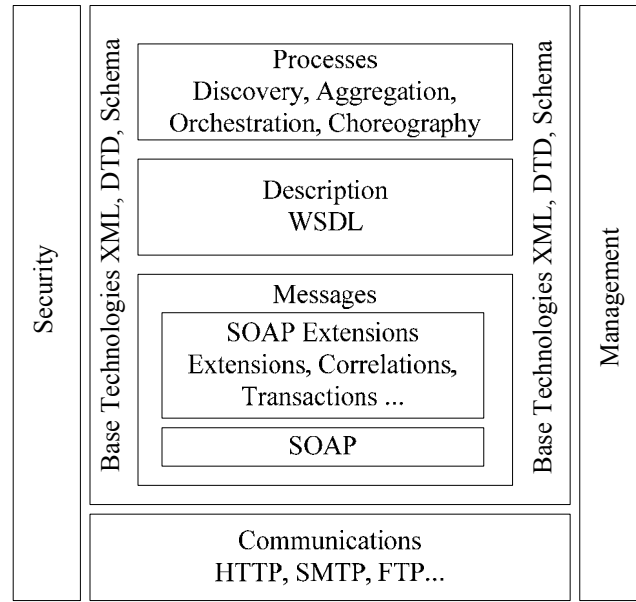 Security
Base Technologies XML, DTD, Schema
Processes
Discovery, Aggregation,
Orchestration, Choreography
Description
WSDL
Messages
SOAP Extensions
Extensions, Correlations,
Transactions ...
SOAP
Base Technologies XML, DTD, Schema
Management
Communications
HTTP, SMTP, FTP...